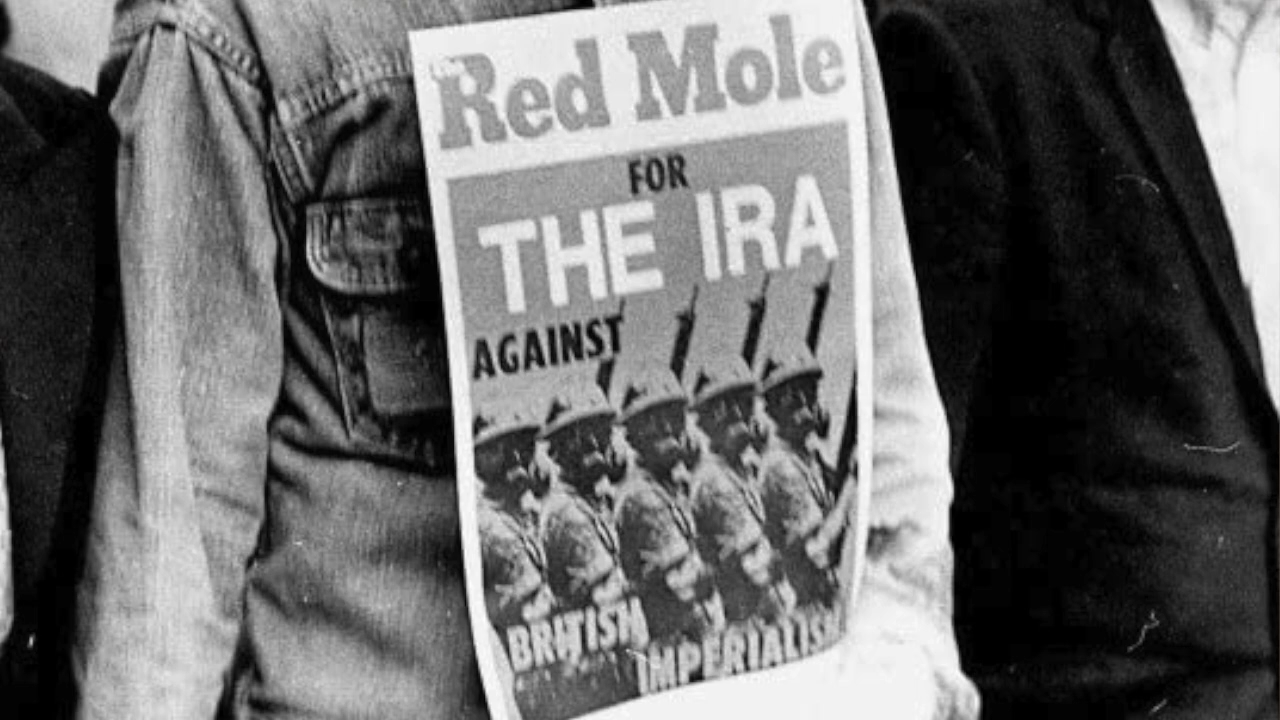 Red Mole
FOR
THE IRA
AGAINST
BRITISH
IMPERIALISM